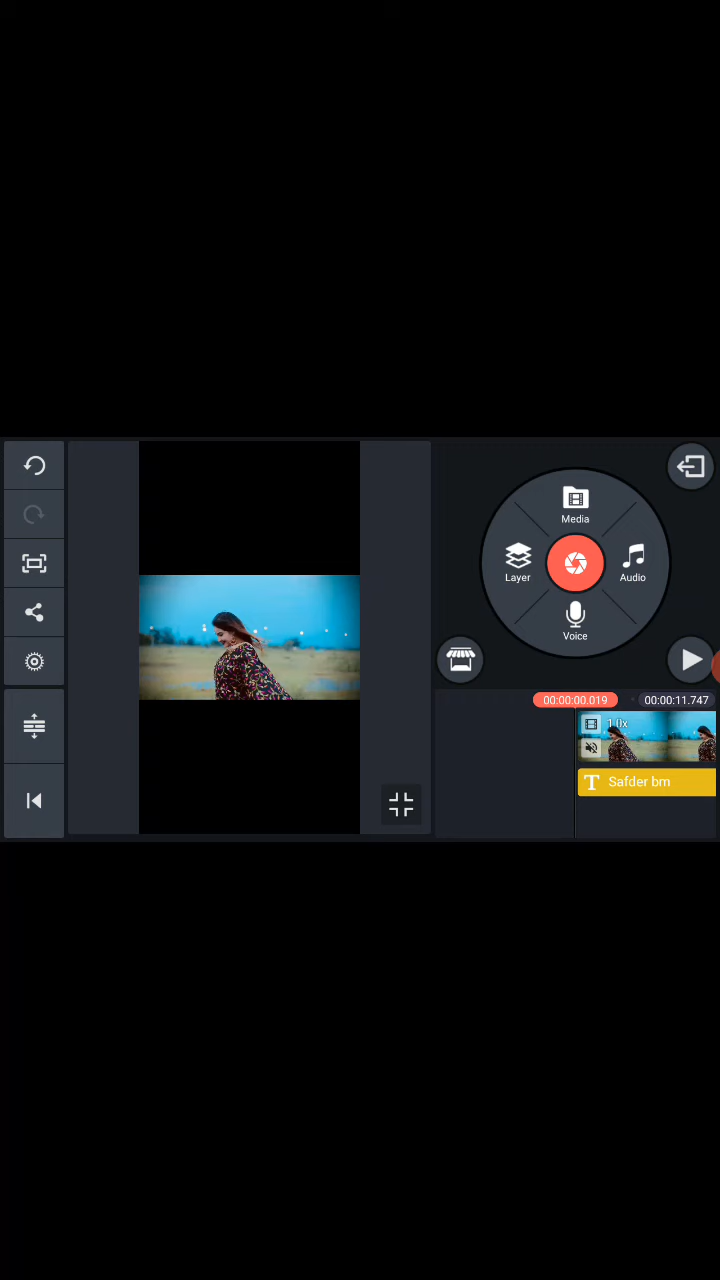 Media
Layer
Audio
Voice
00:00:00.019
00:00:11.747
1.0x
Safder bm